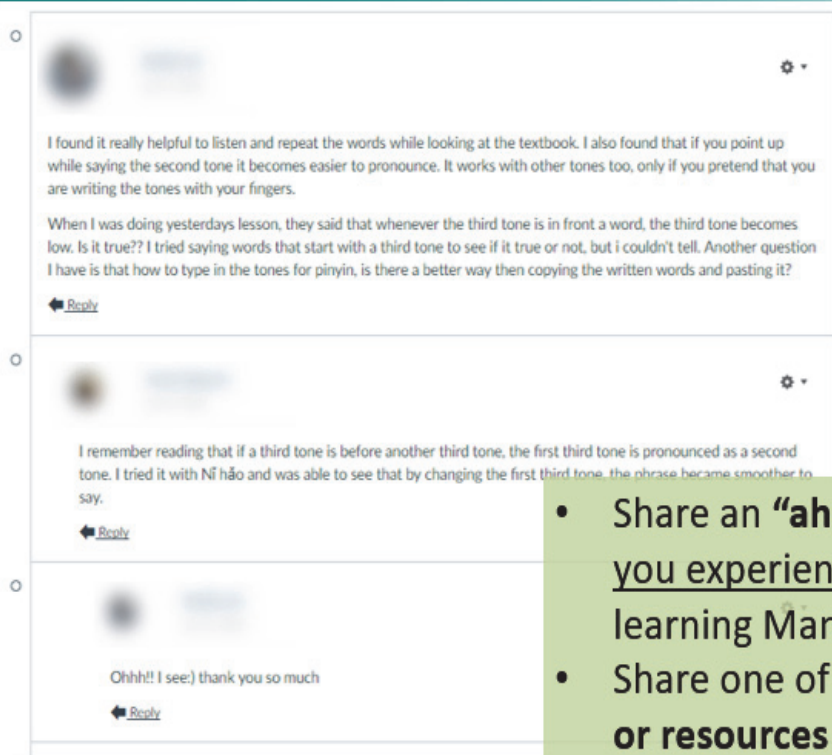 I found it really helpful to listen and repeat the words while looking at the textbook. I also found that if you point up
while saying the second tone it becomes easier to pronounce. It works with other tones too, only if you pretend that you
are writing the tones with your fingers.
When I was doing yesterdays lesson, they said that whenever the third tone is in front a word, the third tone becomes
low. Is it true?? I tried saying words that start with a third tone to see if it true or not, but i couldn't tell. Another question
I have is that how to type in the tones for pinyin, is there a better way then copying the written words and pasting it?
Reply
I remember reading that if a third tone is before another third tone, the first third tone is pronounced as a second
tone. I tried it with Nǐ hǎo and was able to see that by changing the first third tone, the phrase became smoother to
say.
Reply
Ohhh!! I see:) thank you so much
Reply
• Share an “ah
you experien
learning Mar
• Share one of
or resources